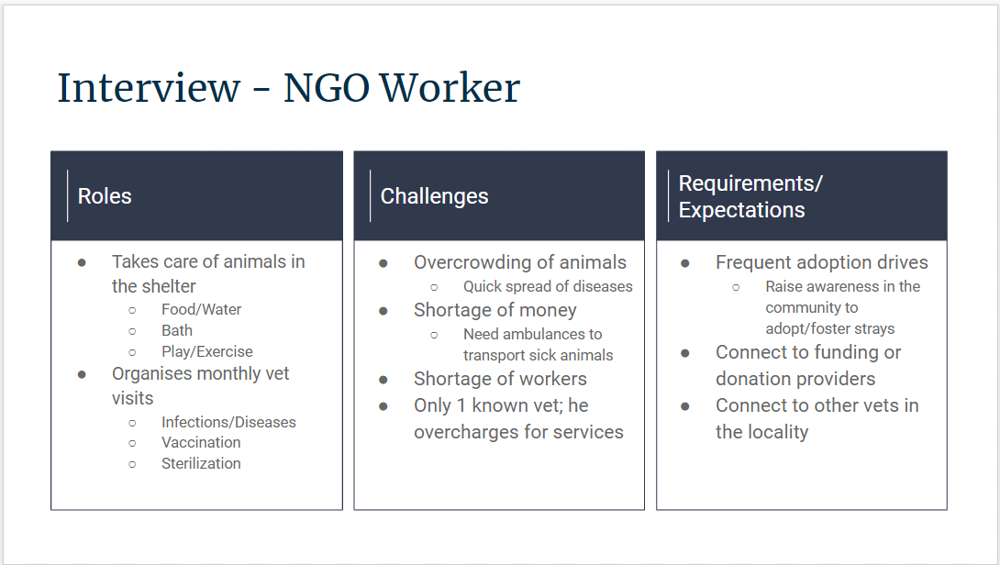 Interview - NGO Worker
Roles
● Takes care of animals in
the shelter
○ Food/Water
○ Bath
○ Play/Exercise
● Organises monthly vet
visits
○ Infections/Diseases
○ Vaccination
○ Sterilization
Challenges
● Overcrowding of animals
○ Quick spread of diseases
● Shortage of money
○ Need ambulances to
transport sick animals
● Shortage of workers
● Only 1 known vet; he
overcharges for services
Requirements/
Expectations
● Frequent adoption drives
○ Raise awareness in the
community to
adopt/foster strays
● Connect to funding or
donation providers
● Connect to other vets in
the locality